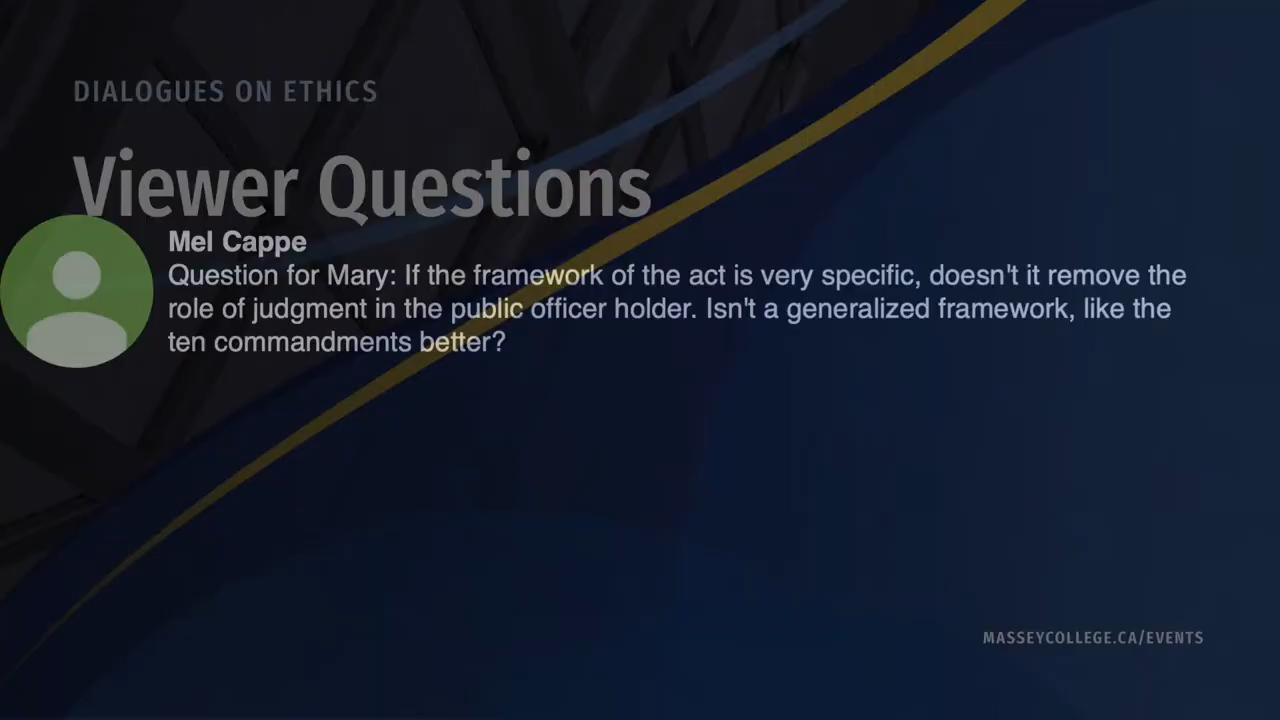 DIALOGUES ON ETHICS
Viewer Questions
Mel Cappe
Question for Mary: If the framework of the act is very specific, doesn't it remove the
role of judgment in the public officer holder. Isn't a generalized framework, like the
ten commandments better?
MASSEYCOLLEGE.CA/EVENTS